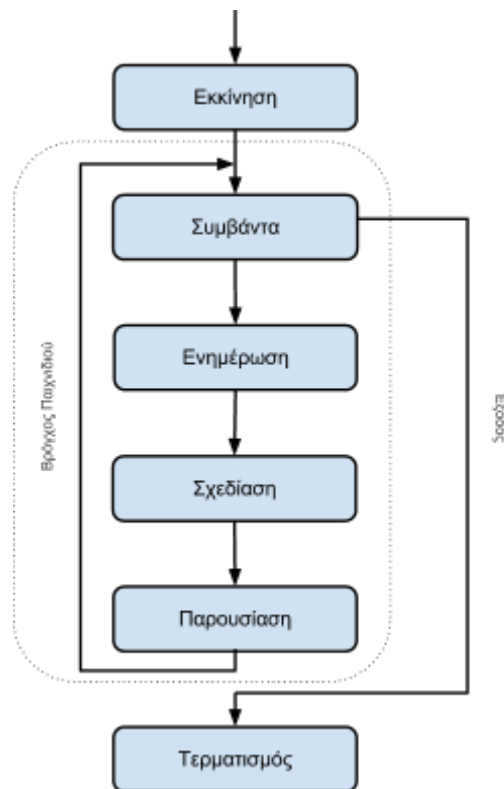 Εκκίνηση
Συμβάντα
Ενημέρωση
Σχεδίαση
Παρουσίαση
Τερματισμός
Βρόγχος Παιχνιδιού
Έξοδος